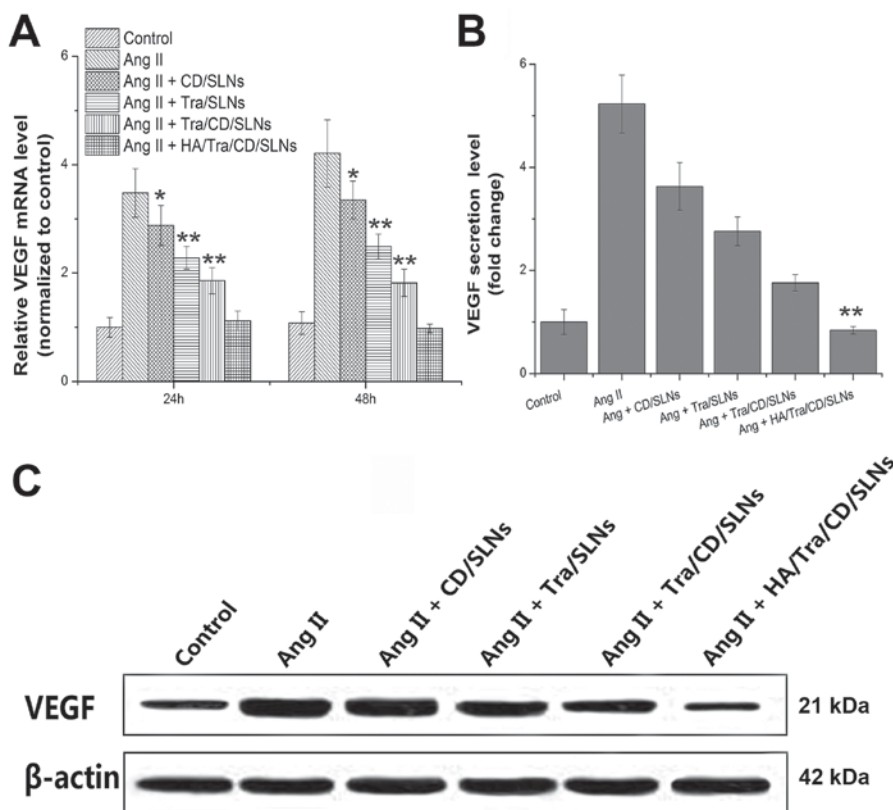 A
Control
Ang II
Ang II + CD/SLNs
Ang II + Tra/SLNs
Ang II + Tra/CD/SLNs
Ang II + HA/Tra/CD/SLNs
Relative VEGF mRNA level
(normalized to control)
6
4
2
0
*
**
**
*
**
**
24h
48h
B
VEGF secretion level
(fold change)
6
4
2
0
**
Control
Ang II
Ang + CD/SLNs
Ang + Tra/SLNs
Ang + Tra/CD/SLNs
Ang + HA/Tra/CD/SLNs
C
Control
Ang II
Ang II + CD/SLNs
Ang II + Tra/SLNs
Ang II + Tra/CD/SLNs
Ang II + HA/Tra/CD/SLNs
VEGF
21 kDa
β-actin
42 kDa